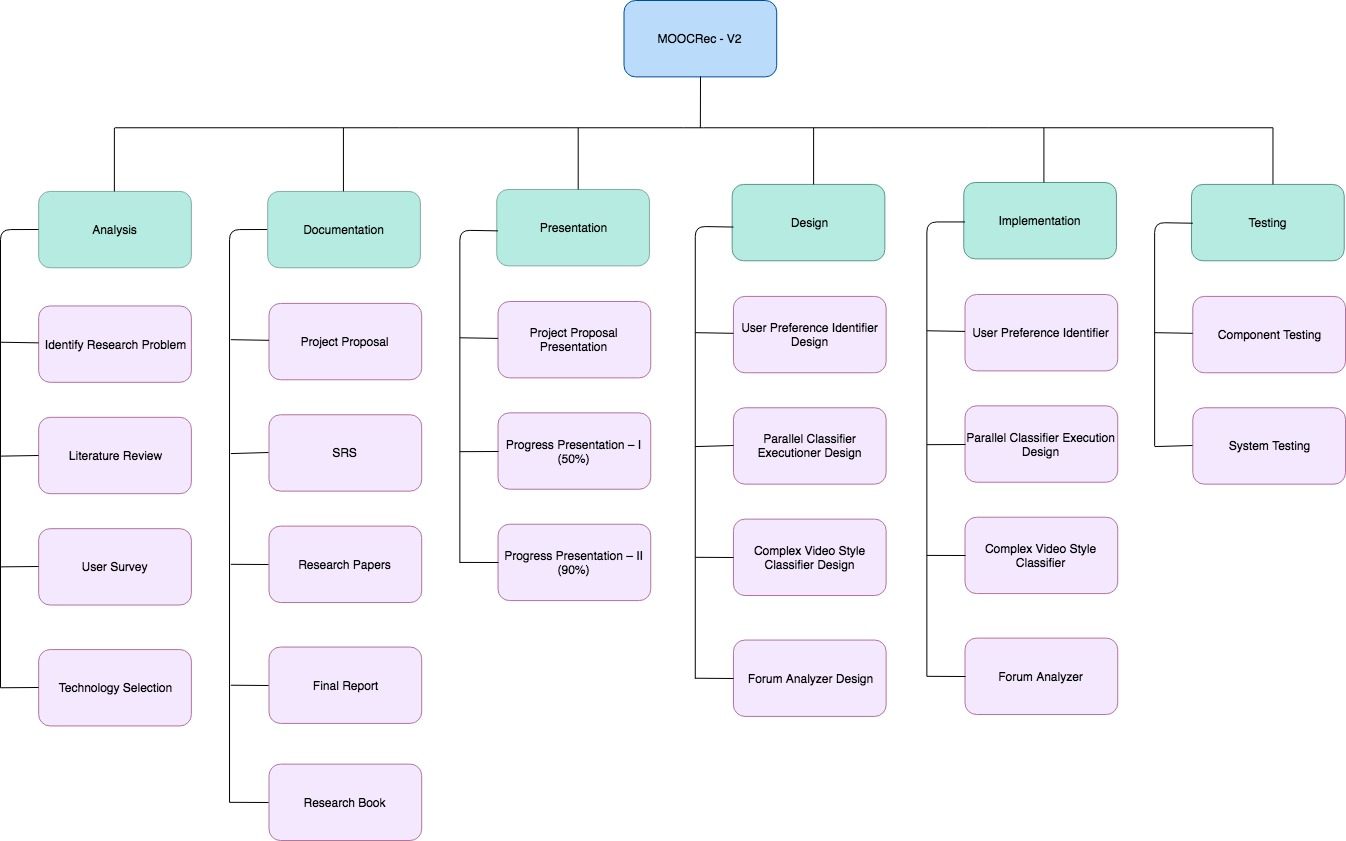 MOOCRec - V2
Analysis
Documentation
Presentation
Design
Implementation
Testing
Identify Research Problem
Literature Review
User Survey
Technology Selection
Project Proposal
SRS
Research Papers
Final Report
Research Book
Project Proposal
Presentation
Progress Presentation – I
(50%)
Progress Presentation – II
(90%)
User Preference Identifier
Design
Parallel Classifier
Executioner Design
Complex Video Style
Classifier Design
Forum Analyzer Design
User Preference Identifier
Parallel Classifier Execution
Design
Complex Video Style
Classifier
Forum Analyzer
Component Testing
System Testing